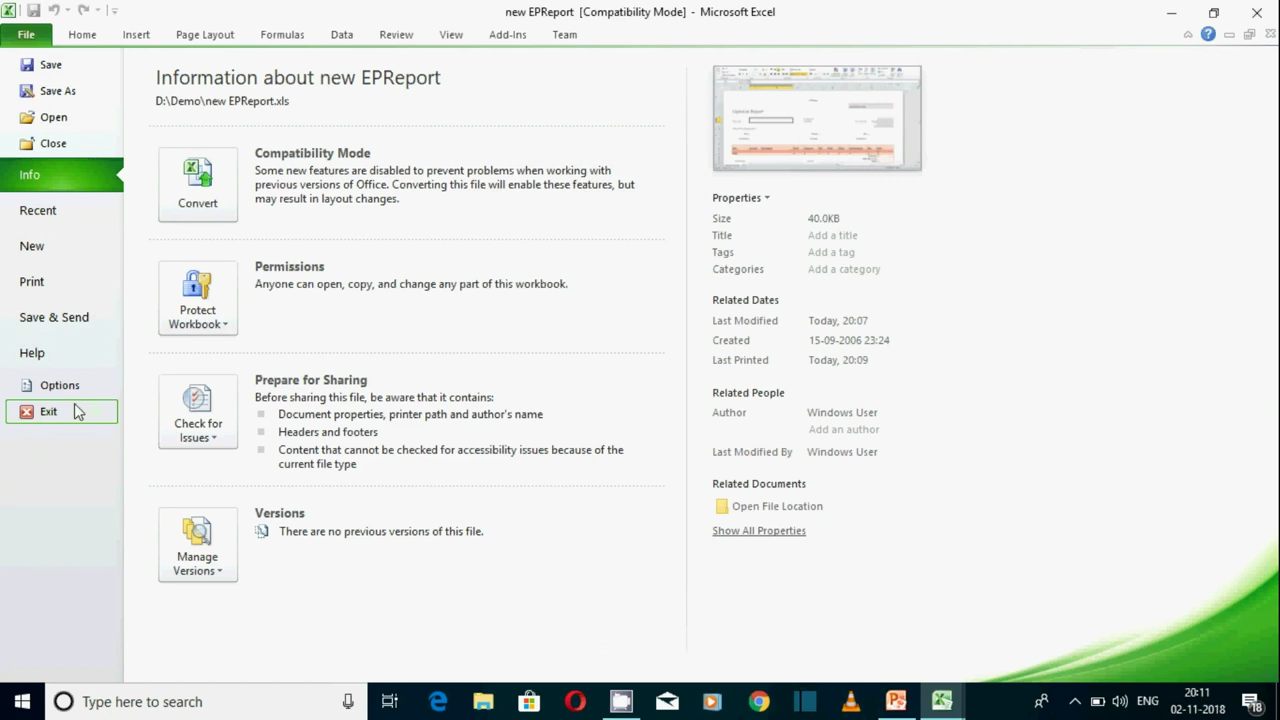 new EPReport [Compatibility Mode] - Microsoft Excel
File Home Insert Page Layout Formulas Data Review View Add-Ins Team
Save
Save As
Open
Close
Info
Recent
New
Print
Save & Send
Help
Options
Exit
Information about new EPReport
D:\Demo\new EPReport.xls
Convert
Compatibility Mode
Some new features are disabled to prevent problems when working with
previous versions of Office. Converting this file will enable these features, but
may result in layout changes.
Protect
Workbook
Permissions
Anyone can open, copy, and change any part of this workbook.
Check for
Issues
Prepare for Sharing
Before sharing this file, be aware that it contains:
Document properties, printer path and author's name
Headers and footers
Content that cannot be checked for accessibility issues because of the
current file type
Manage
Versions
Versions
There are no previous versions of this file.
Properties
Size 40.0KB
Title Add a title
Tags Add a tag
Categories Add a category
Related Dates
Last Modified Today, 20:07
Created 15-09-2006 23:24
Last Printed Today, 20:09
Related People
Author Windows User
Add an author
Last Modified By Windows User
Related Documents
Open File Location
Show All Properties
Type here to search
ENG
20:11
02-11-2018
18